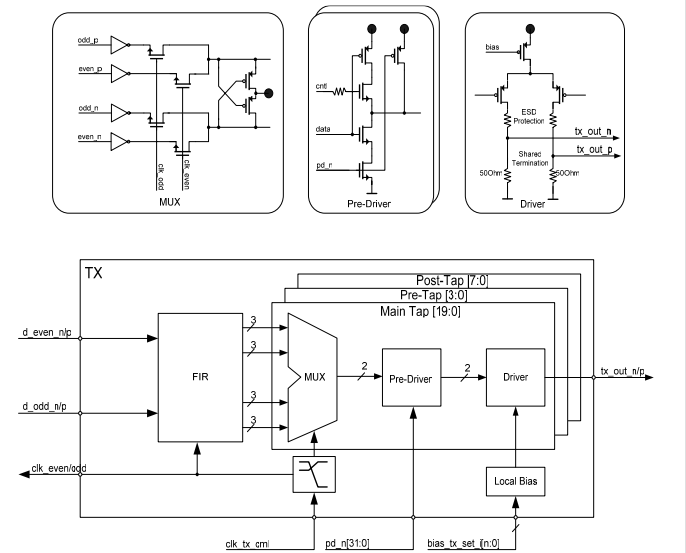 odd_p
even_p
odd_n
even_n
clk_odd
clk_even
MUX
cntl
data
pd_n
Pre-Driver
bias
ESD
Protection
tx_out_n
tx_out_p
Shared
Termination
50Ohm
50Ohm
Driver
TX
Post-Tap [7:0]
Pre-Tap [3:0]
Main Tap [19:0]
d_even_n/p
d_odd_n/p
clk_even/odd
FIR
3
3
3
3
MUX
2
Pre-Driver
2
Driver
tx_out_n/p
Local Bias
clk_tx_cml
pd_n[31:0]
bias_tx_set_i[n:0]